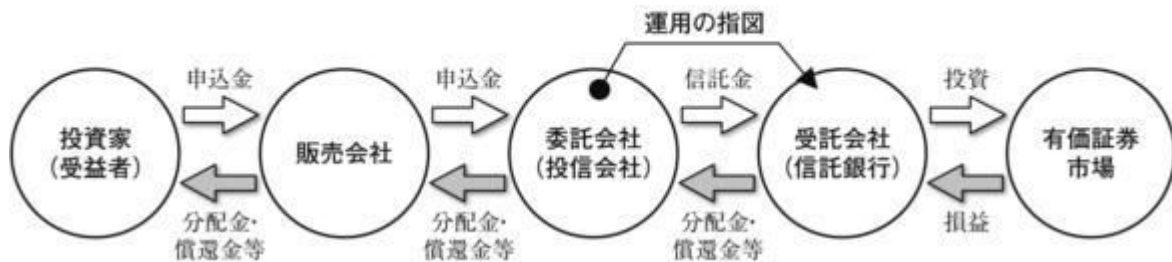 運用の指図
申込金
申込金
信託金
投資
投資家
（受益者）
販売会社
委託会社
（投信会社）
受託会社
（信託銀行）
有価証券
市場
分配金・
償還金等
分配金・
償還金等
分配金・
償還金等
損益